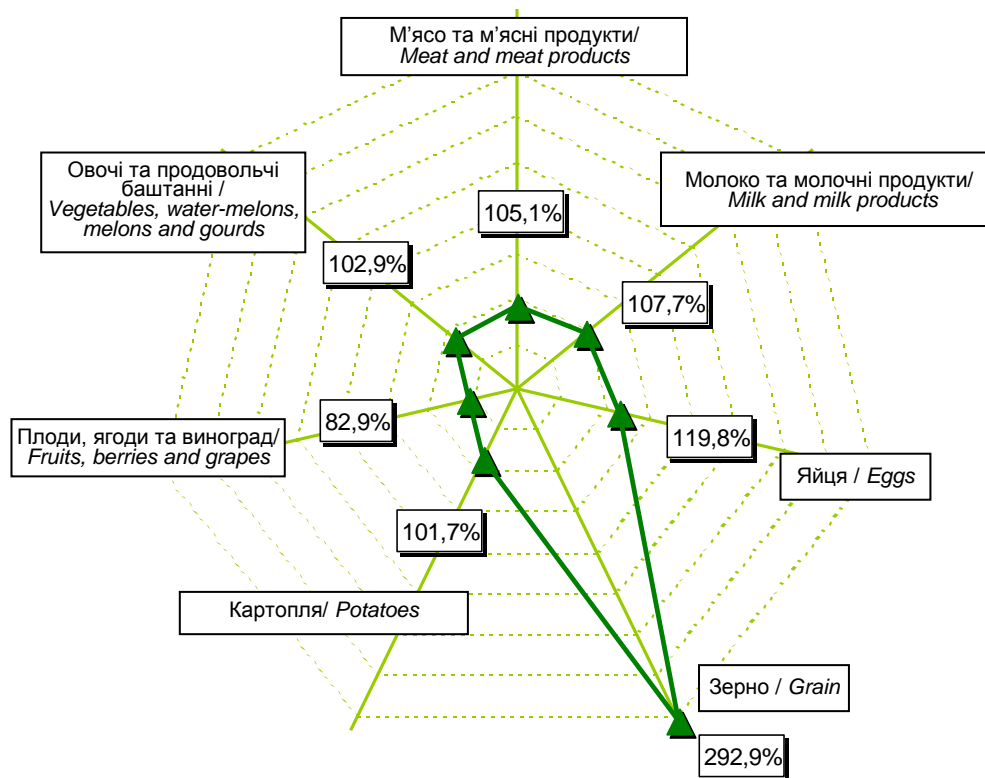 М’ясо та м’ясні продукти/
Meat and meat products
Овочі та продовольчі
баштанні /
Vegetables, water-melons,
melons and gourds
Молоко та молочні продукти/
Milk and milk products
105,1%
102,9%
107,7%
Плоди, ягоди та виноград/
Fruits, berries and grapes
82,9%
119,8%
Яйця / Eggs
101,7%
Картопля/ Potatoes
Зерно / Grain
292,9%